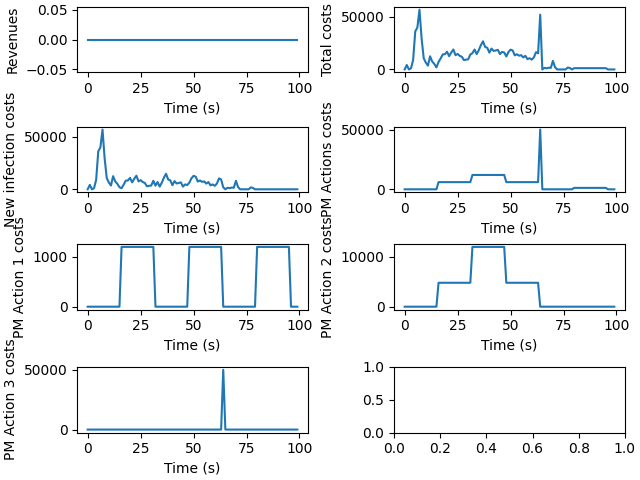 Revenues
0.05
0.00
−0.05
0 25 50 75 100
Time (s)
Total costs
50000
0
0 25 50 75 100
Time (s)
New infection costs
50000
0
0 25 50 75 100
Time (s)
PM Actions costs
50000
0
0 25 50 75 100
Time (s)
PM Action 1 costs
1000
0
0 25 50 75 100
Time (s)
PM Action 2 costs
10000
0
0 25 50 75 100
Time (s)
PM Action 3 costs
50000
0
0 25 50 75 100
Time (s)
1.0
0.5
0.0
0.0 0.2 0.4 0.6 0.8 1.0